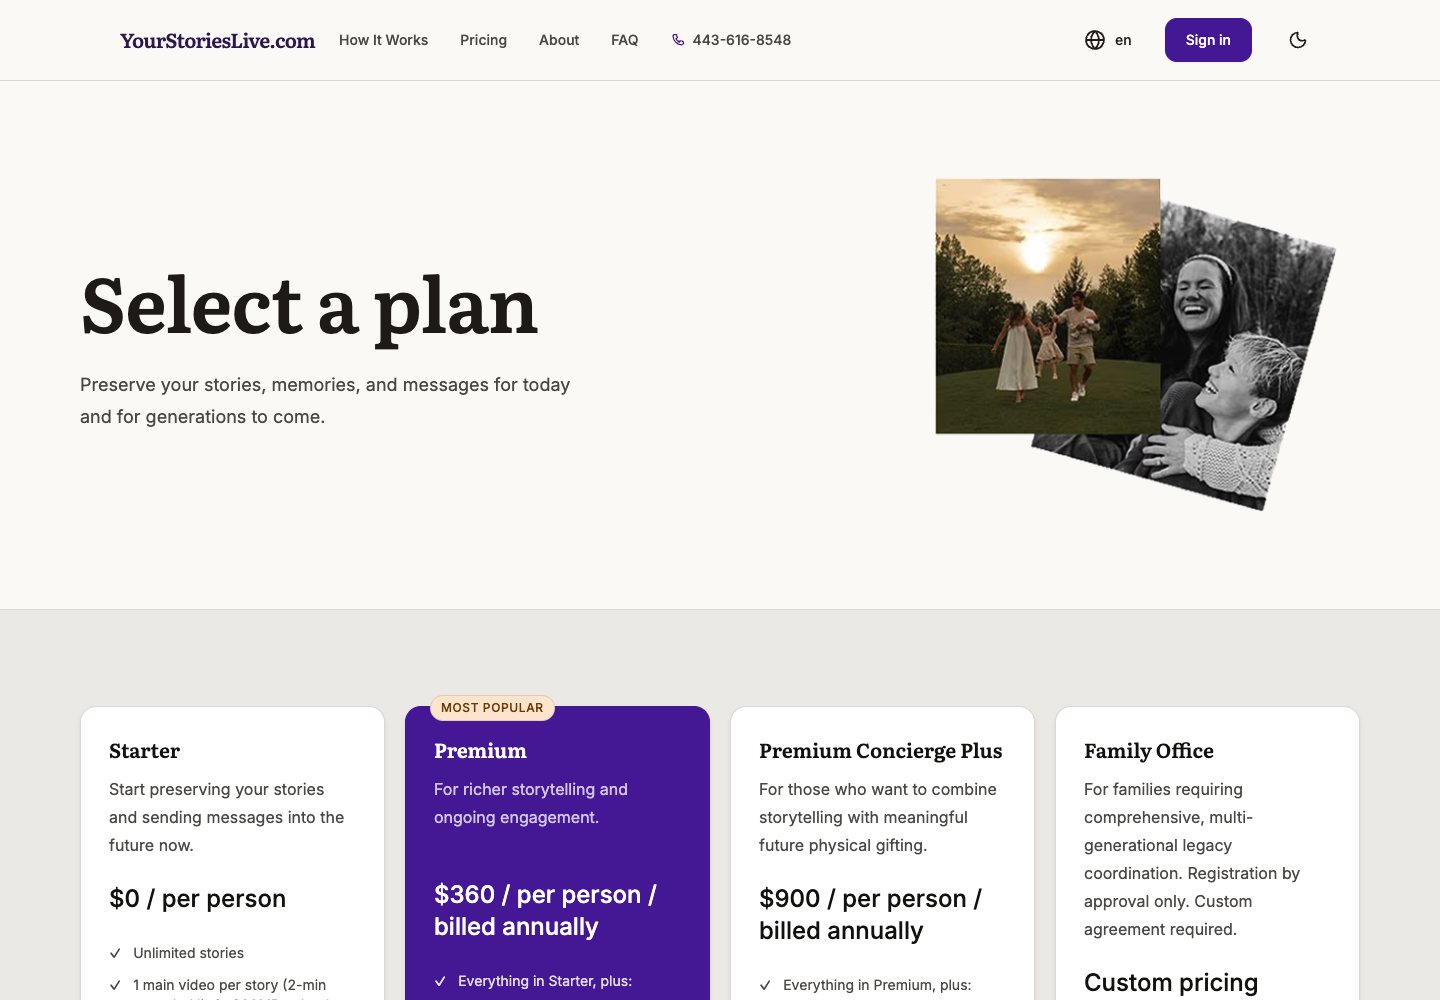 YourStoriesLive.com
How It Works
Pricing
About
FAQ
443-616-8548
en
Sign in
Select a plan
Preserve your stories, memories, and messages for today
and for generations to come.
Starter
Start preserving your stories
and sending messages into the
future now.
$0 / per person
Unlimited stories
1 main video per story (2-min
MOST POPULAR
Premium
For richer storytelling and
ongoing engagement.
$360 / per person /
billed annually
Everything in Starter, plus:
Premium Concierge Plus
For those who want to combine
storytelling with meaningful
future physical gifting.
$900 / per person /
billed annually
Everything in Premium, plus:
Family Office
For families requiring
comprehensive, multi-
generational legacy
coordination. Registration by
approval only. Custom
agreement required.
Custom pricing